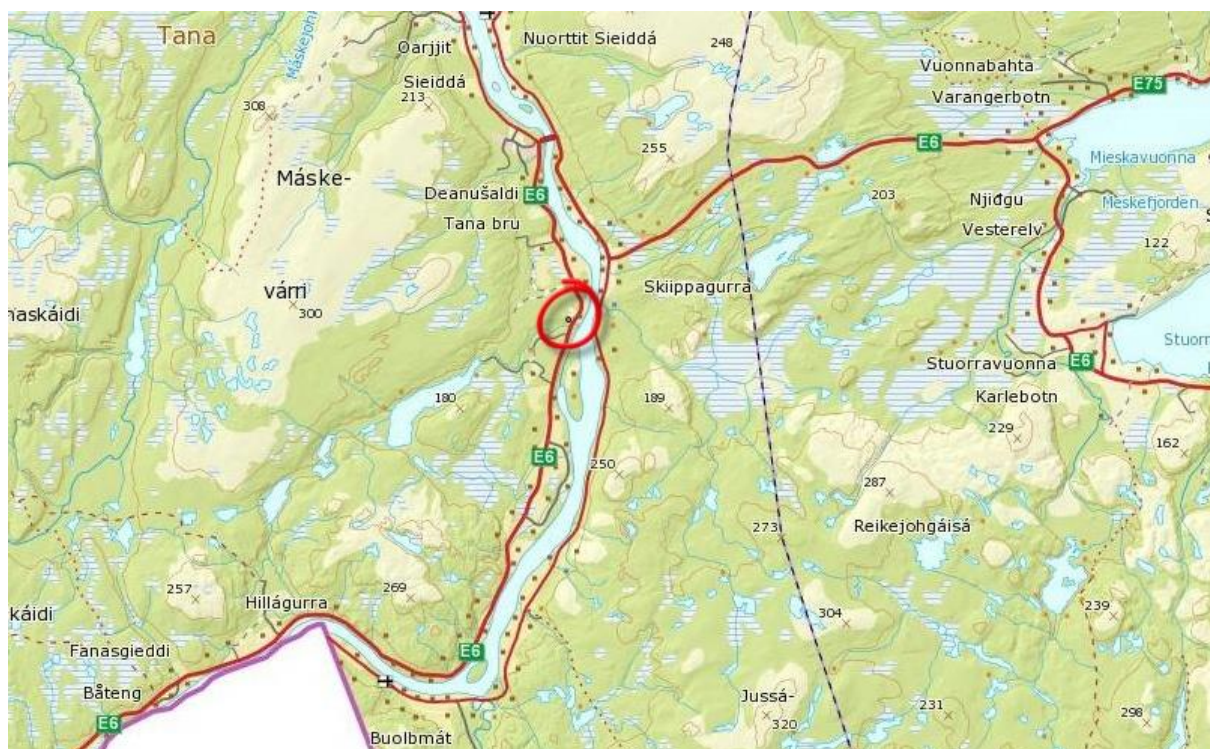 Tana
Máskejohl
Oarjjit
Sieiddá
Nuorttit Sieiddá
248
Vuonnabahta
Varangerbotn
E75
308
213
255
E6
Mieskavuonna
Meskefjorden
Máske-
várri
300
Deanušaldi
E6
Tana bru
203
Njiđgu
Vesterelv
122
Skiippagurra
naskáidi
180
189
Stuorravuonna
E6
Karlebotn
229
162
E6
250
287
273
Reikejohgáisá
257
Hillágurra
269
304
239
káidi
Fanasgieddi
E6
Båteng
E6
Buolbmát
Jussá-
320
231
298